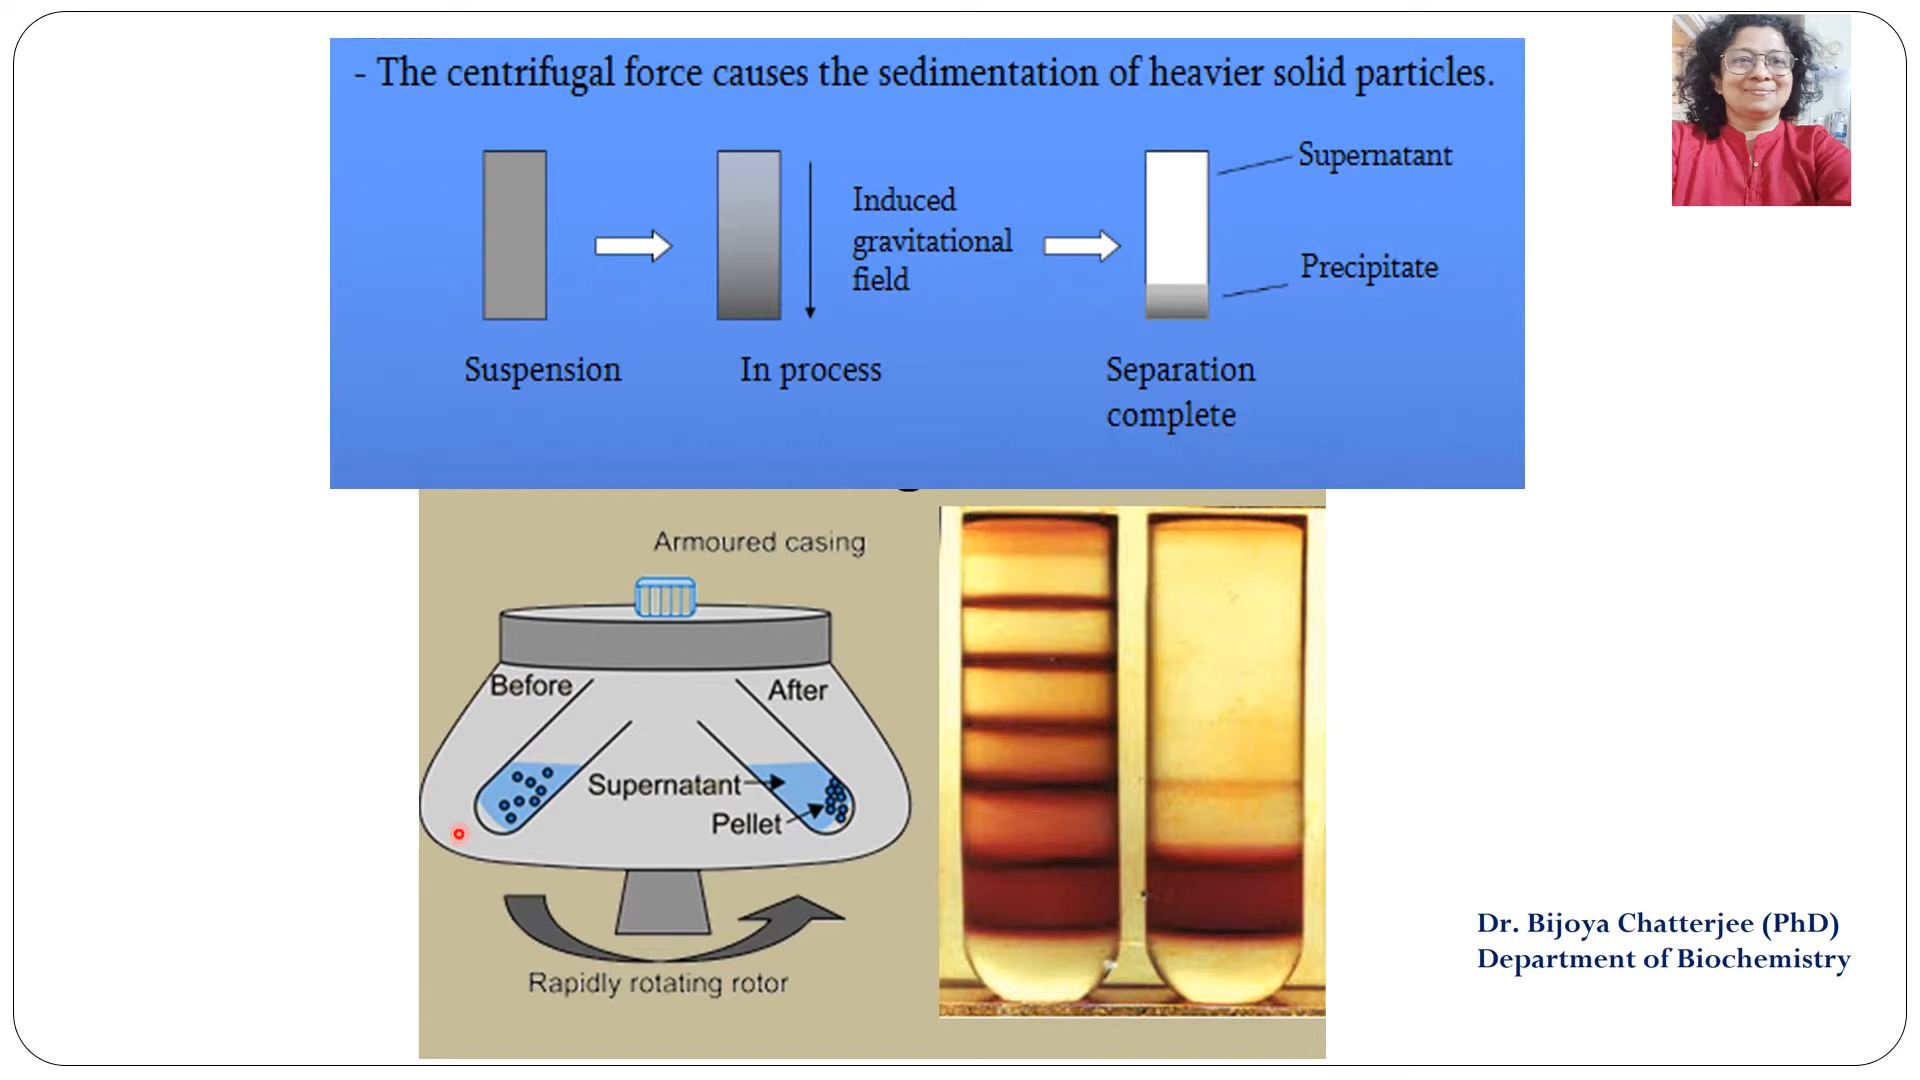 - The centrifugal force causes the sedimentation of heavier solid particles.
Supernatant
Induced
gravitational
field
Precipitate
Suspension
In process
Separation
complete
Armoured casing
Before
After
Supernatant
Pellet
Rapidly rotating rotor
Dr. Bijoya Chatterjee (PhD)
Department of Biochemistry